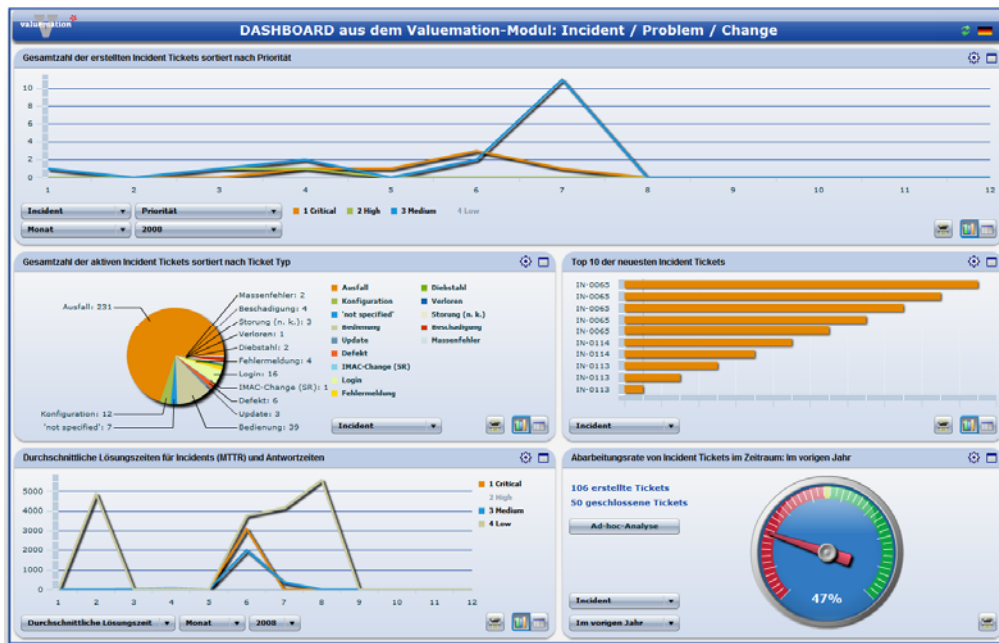 valuemation
DASHBOARD aus dem Valuemation-Modul: Incident / Problem / Change
Gesamtzahl der erstellten Incident Tickets sortiert nach Priorität
10
8
6
4
2
0
1 2 3 4 5 6 7 8 9 10 11 12
Incident Priorität 1 Critical 2 High 3 Medium 4 Low
Monat 2008
Gesamtzahl der aktiven Incident Tickets sortiert nach Ticket Typ
Ausfall: 231
Massenfehler: 2
Beschadigung: 4
Storung (n. k.): 3
Verloren: 1
Diebstahl: 2
Fehlermeldung: 4
Login: 16
IMAC-Change (SR): 1
Defekt: 6
Update: 3
Bedienung: 39
Konfiguration: 12
'not specified': 7
Ausfall Diebstahl
Konfiguration Verloren
'not specified' Storung (n. k.)
Bedienung Beschadigung
Update Massenfehler
Defekt
IMAC-Change (SR)
Login
Fehlermeldung
Incident
Top 10 der neuesten Incident Tickets
IN-0065
IN-0065
IN-0065
IN-0065
IN-0065
IN-0114
IN-0114
IN-0113
IN-0113
IN-0113
Incident
Durchschnittliche Lösungszeiten für Incidents (MTTR) und Antwortzeiten
5000
4000
3000
2000
1000
0
1 2 3 4 5 6 7 8 9 10 11 12
1 Critical
2 High
3 Medium
4 Low
Durchschnittliche Lösungszeit Monat 2008
Abarbeitungsrate von Incident Tickets im Zeitraum: Im vorigen Jahr
106 erstellte Tickets
50 geschlossene Tickets
Ad-hoc-Analyse
47%
Incident
Im vorigen Jahr